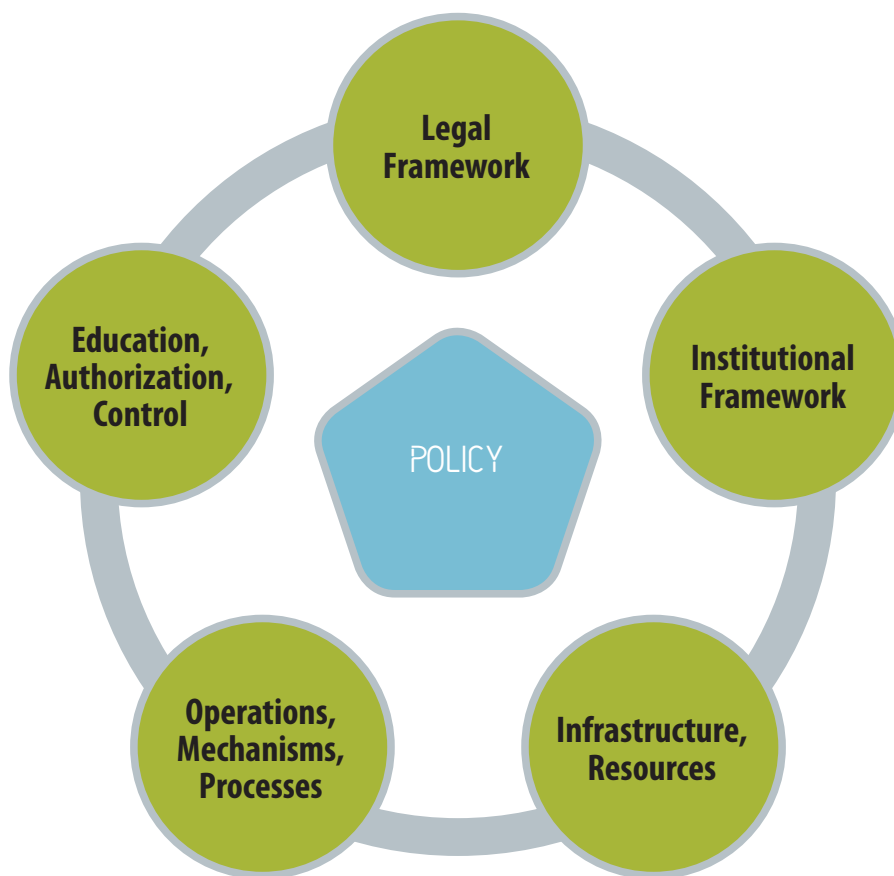 Legal
Framework
Education,
Authorization,
Control
Institutional
Framework
POLICY
Operations,
Mechanisms,
Processes
Infrastructure,
Resources